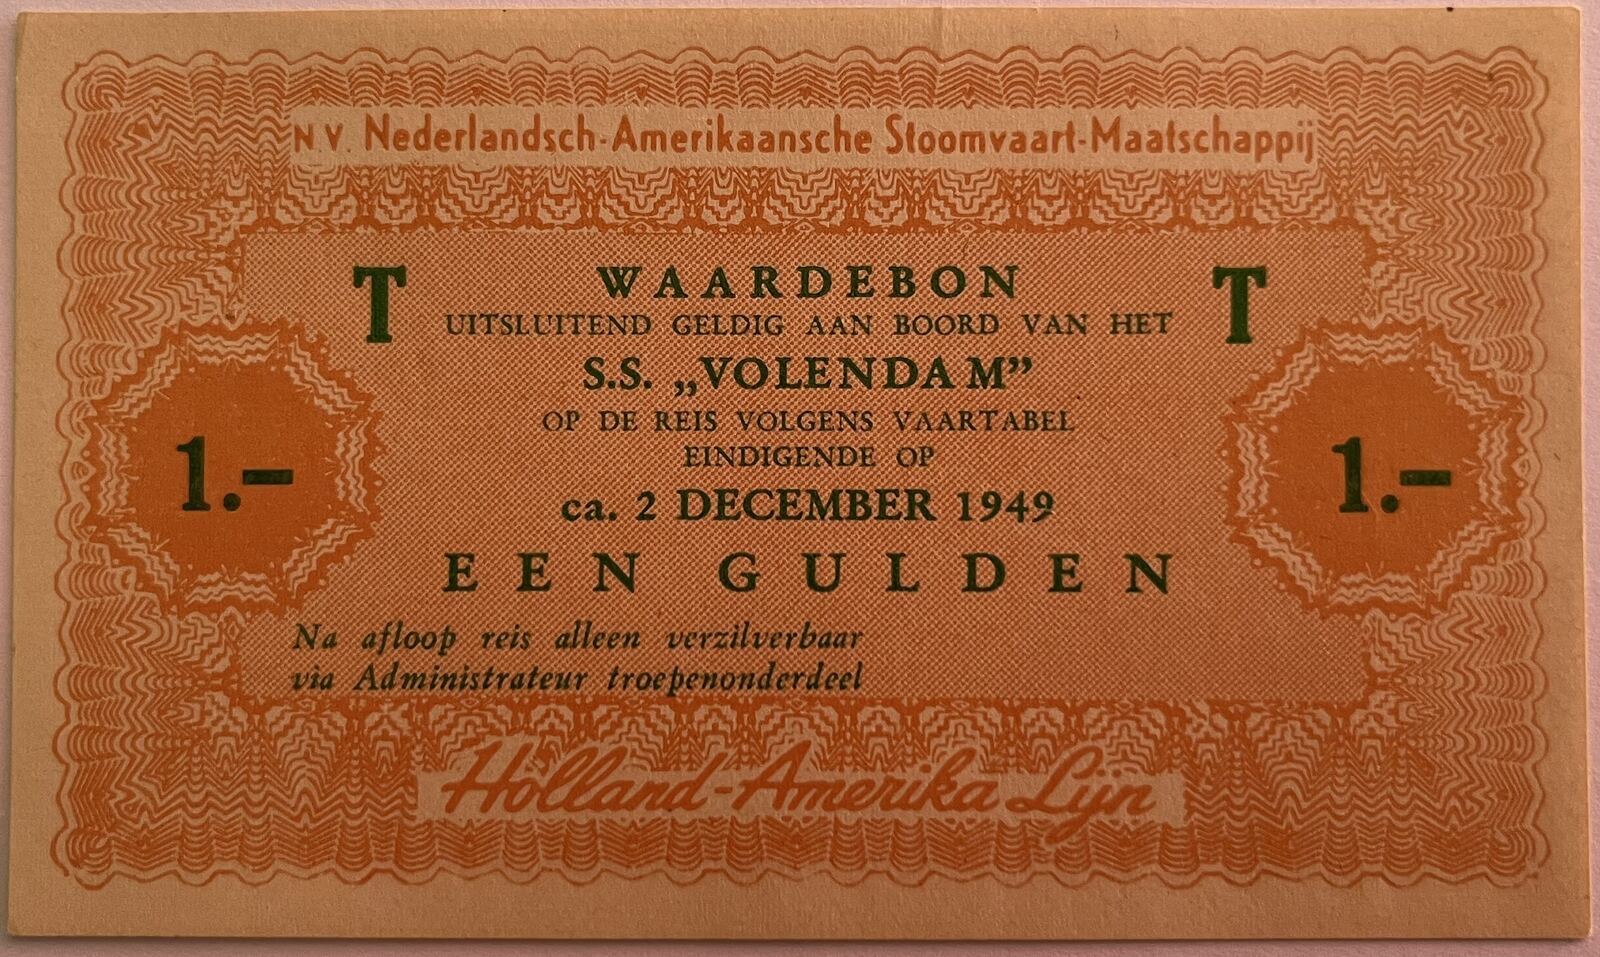 N.V. Nederlandsch-Amerikaansche Stoomvaart-Maatschappij
T WAARDEBON T
UITSLUITEND GELDIG AAN BOORD VAN HET
S.S. „VOLENDAM”
OP DE REIS VOLGENS VAARTABEL
EINDIGENDE OP
1.- ca. 2 DECEMBER 1949 1.-
EEN GULDEN
Na afloop reis alleen verzilverbaar
via Administrateur troepenonderdeel
Holland-Amerika Lijn